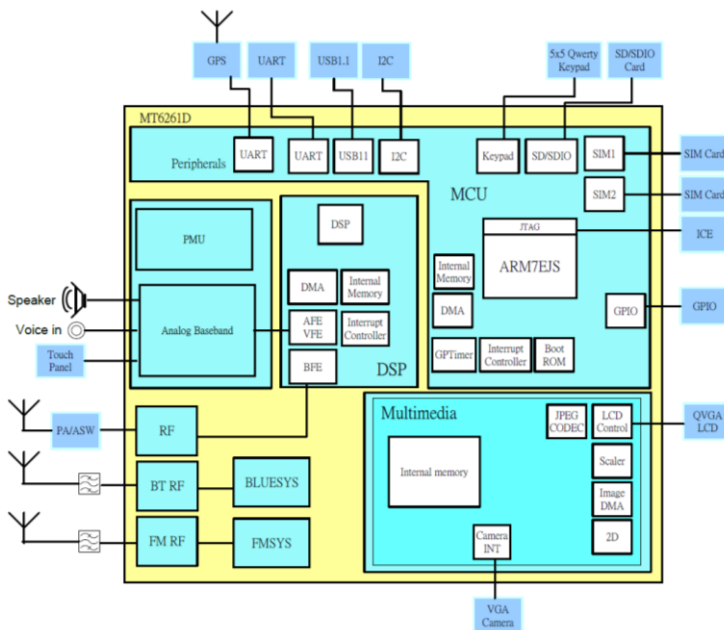 GPS
UART
USB1.1
I2C
5x5 Qwerty
Keypad
SD/SDIO
Card
MT6261D
Peripherals
UART
UART
USB11
I2C
Keypad
SD/SDIO
SIM1
SIM Card
MCU
SIM2
SIM Card
JTAG
ICE
ARM7EJS
PMU
DSP
Internal
Memory
DMA
GPIO
GPIO
GPTimer
Interrupt
Controller
Boot
ROM
DMA
Internal
Memory
AFE
VFE
Interrupt
Controller
BFE
DSP
Speaker
Voice in
Touch
Panel
Analog Baseband
PA/ASW
RF
BT RF
BLUESYS
FM RF
FMSYS
Multimedia
JPEG
CODEC
LCD
Control
QVGA
LCD
Internal memory
Scaler
Image
DMA
2D
Camera
INT
VGA
Camera